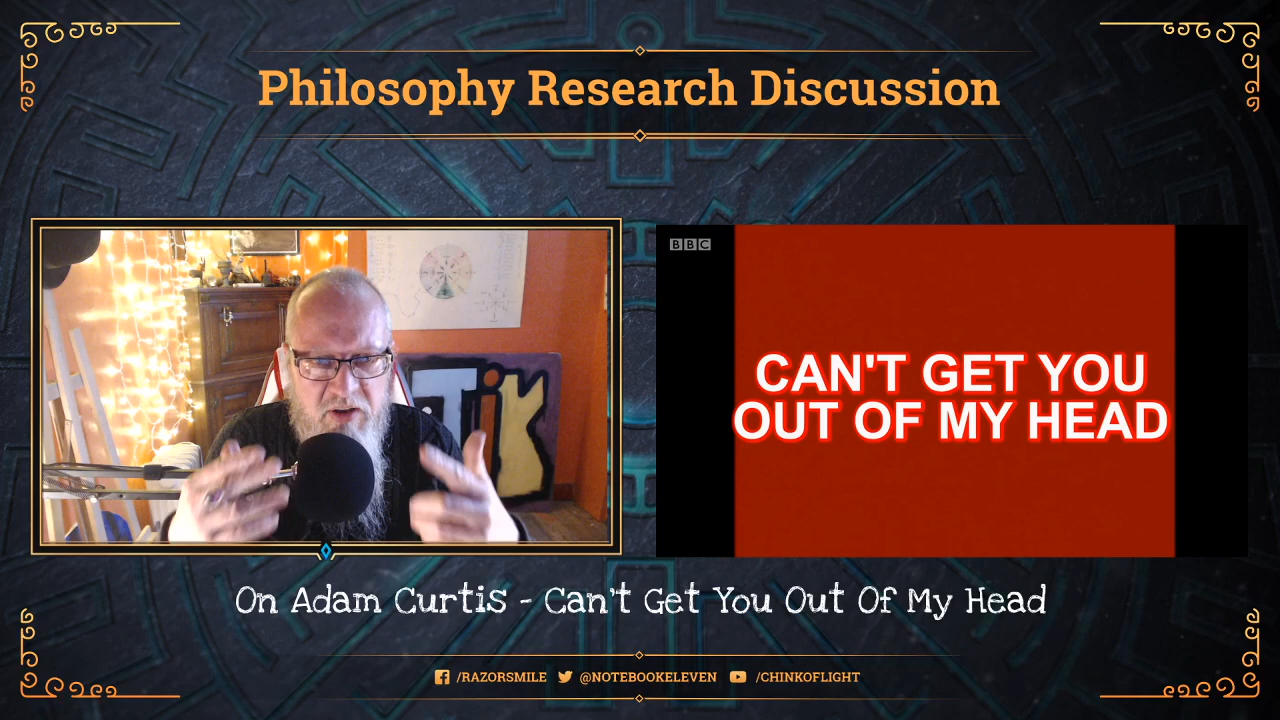 Philosophy Research Discussion
BBC
CAN'T GET YOU
OUT OF MY HEAD
On Adam Curtis - Can't Get You Out Of My Head
/RAZORSMILE @NOTEBOOKELEVEN /CHINKOFLIGHT